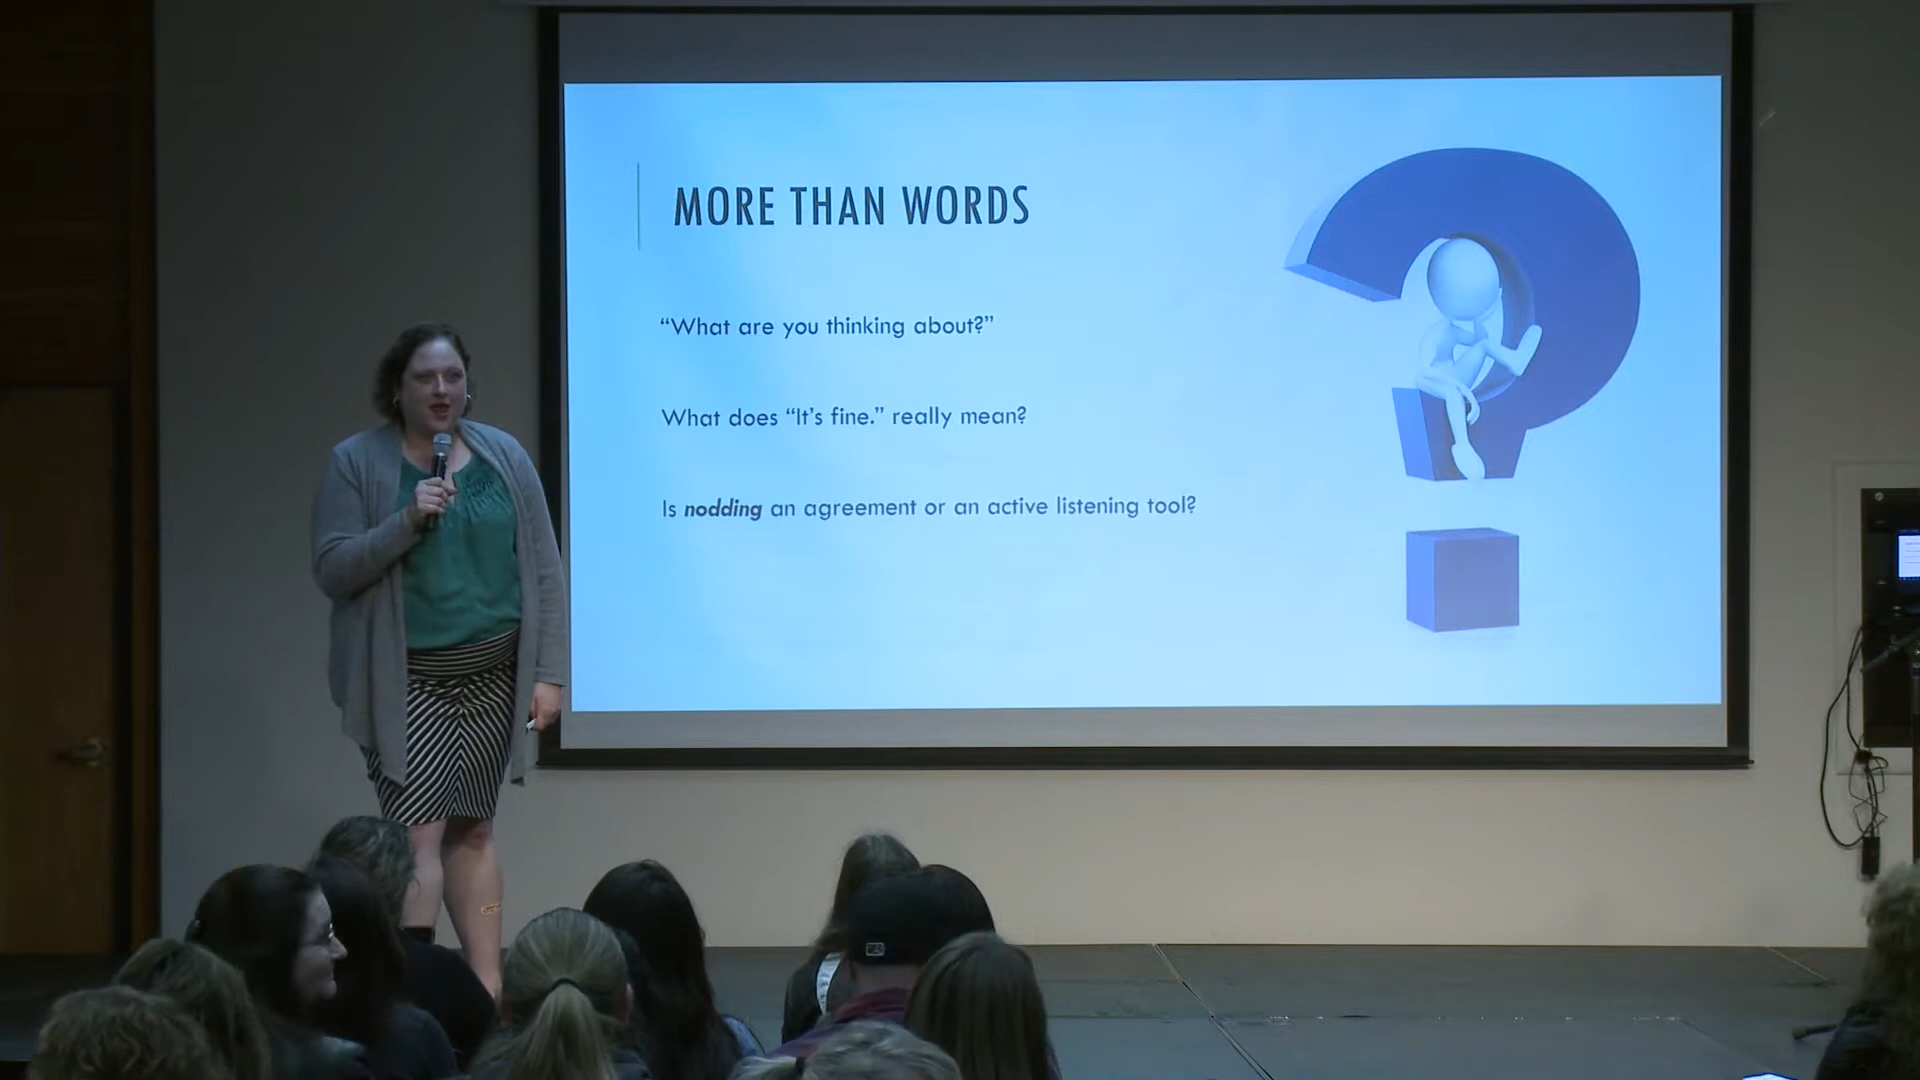 MORE THAN WORDS
“What are you thinking about?”
What does “It’s fine.” really mean?
Is nodding an agreement or an active listening tool?